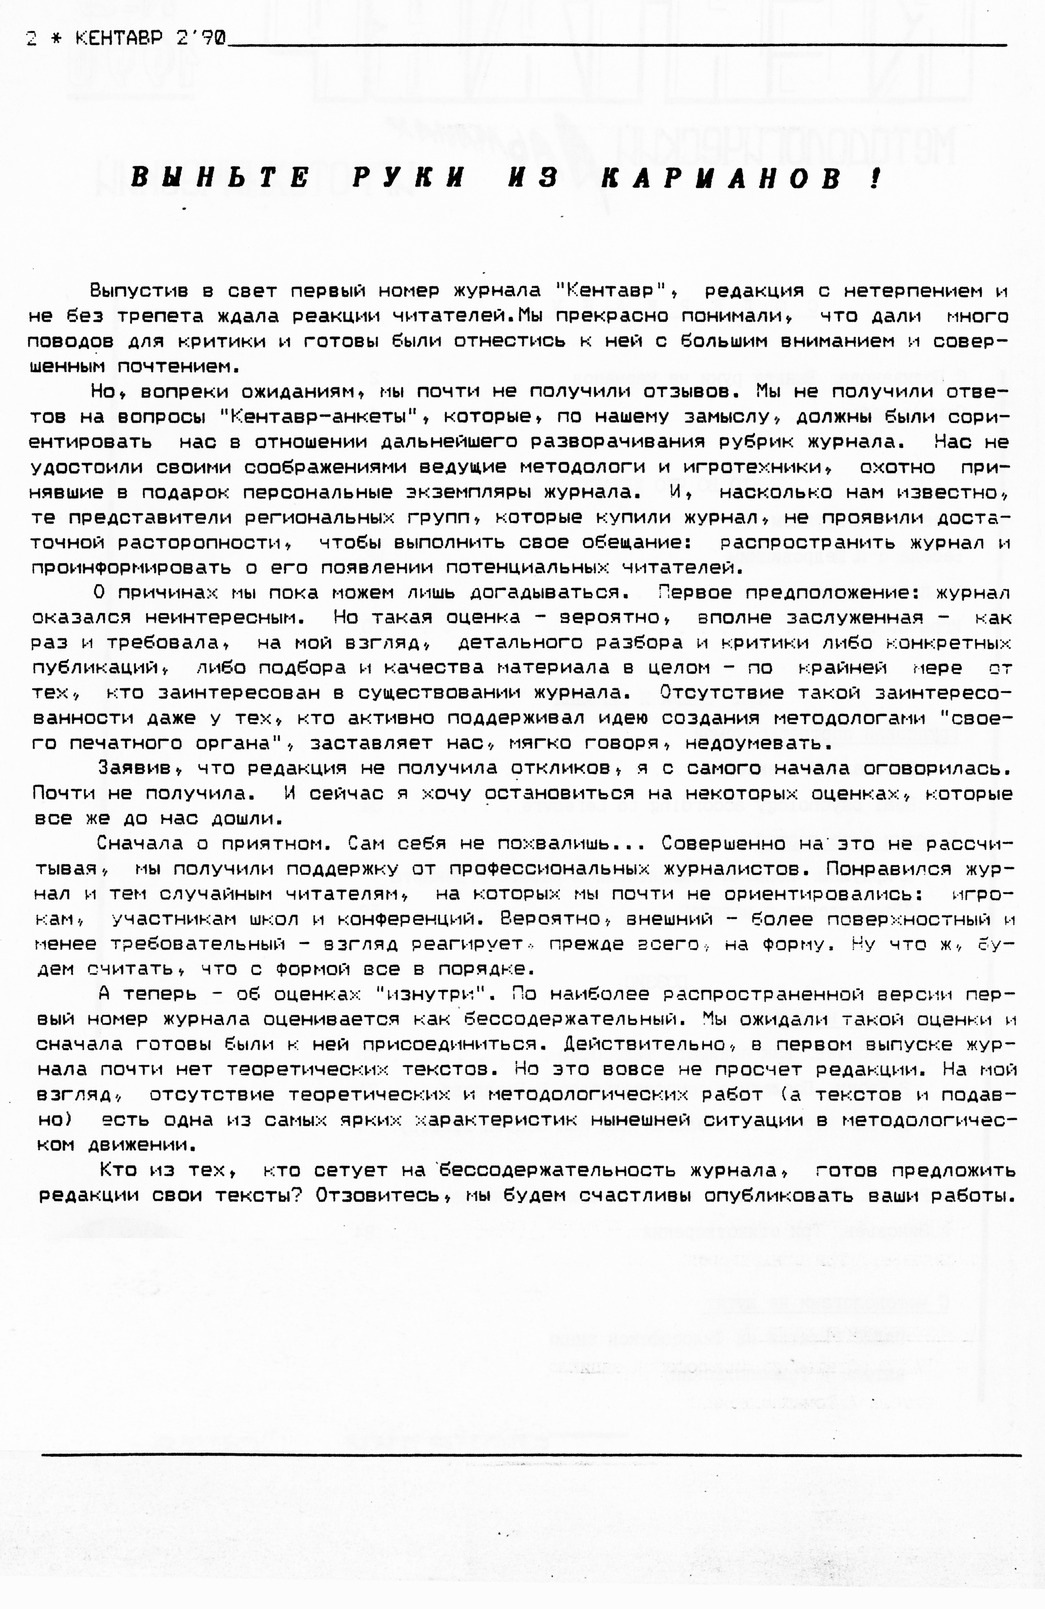 2 * КЕНТАВР 2'90
ВЫНЬТЕ РУКИ ИЗ КАРМАНОВ !
Выпустив в свет первый номер журнала "Кентавр", редакция с нетерпением и
не без трепета ждала реакции читателей.Мы прекрасно понимали, что дали много
поводов для критики и готовы были отнестись к ней с большим вниманием и совер-
шенным почтением.
Но, вопреки ожиданиям, мы почти не получили отзывов. Мы не получили отве-
тов на вопросы "Кентавр-анкеты", которые, по нашему замыслу, должны были сори-
ентировать нас в отношении дальнейшего разворачивания рубрик журнала. Нас не
удостоили своими соображениями ведущие методологи и игротехники, охотно при-
нявшие в подарок персональные экземпляры журнала. И, насколько нам известно,
те представители региональных групп, которые купили журнал, не проявили доста-
точной расторопности, чтобы выполнить свое обещание: распространить журнал и
проинформировать о его появлении потенциальных читателей.
О причинах мы пока можем лишь догадываться. Первое предположение: журнал
оказался неинтересным. Но такая оценка - вероятно, вполне заслуженная - как
раз и требовала, на мой взгляд, детального разбора и критики либо конкретных
публикаций, либо подбора и качества материала в целом - по крайней мере от
тех, кто заинтересован в существовании журнала. Отсутствие такой заинтересо-
ванности даже у тех, кто активно поддерживал идею создания методологами "свое-
го печатного органа", заставляет нас, мягко говоря, недоумевать.
Заявив, что редакция не получила откликов, я с самого начала оговорилась.
Почти не получила. И сейчас я хочу остановиться на некоторых оценках, которые
все же до нас дошли.
Сначала о приятном. Сам себя не похвалишь... Совершенно на это не рассчи-
тывая, мы получили поддержку от профессиональных журналистов. Понравился жур-
нал и тем случайным читателям, на которых мы почти не ориентировались: игро-
кам, участникам школ и конференций. Вероятно, внешний - более поверхностный и
менее требовательный - взгляд реагирует, прежде всего, на форму. Ну что ж, бу-
дем считать, что с формой все в порядке.
А теперь - об оценках "изнутри". По наиболее распространенной версии пер-
вый номер журнала оценивается как бессодержательный. Мы ожидали такой оценки и
сначала готовы были к ней присоединиться. Действительно, в первом выпуске жур-
нала почти нет теоретических текстов. Но это вовсе не просчет редакции. На мой
взгляд, отсутствие теоретических и методологических работ (а текстов и подав-
но) есть одна из самых ярких характеристик нынешней ситуации в методологичес-
ком движении.
Кто из тех, кто сетует на бессодержательность журнала, готов предложить
редакции свои тексты? Отзовитесь, мы будем счастливы опубликовать ваши работы.